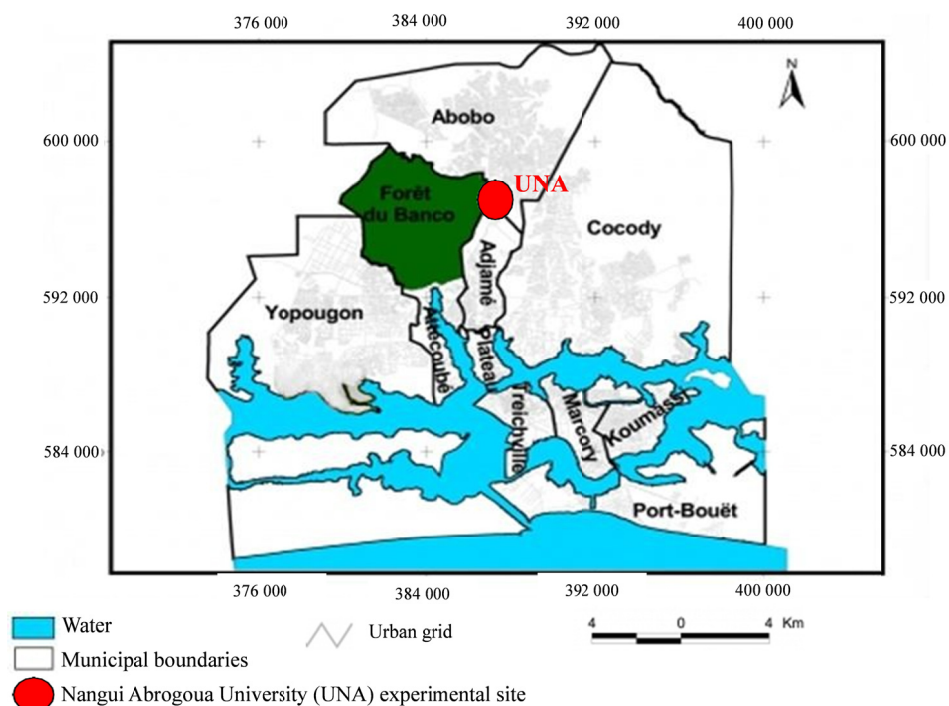 376 000 384 000 392 000 400 000
N
600 000 Abobo 600 000
UNA
Forêt
du Banco
Cocody
Adjamé
592 000 592 000
Yopougon
Attécoubé
Plateau
Treichville
Marcory
Koumassi
584 000 584 000
Port-Bouët
376 000 384 000 392 000 400 000
Water
Urban grid
4 0 4 Km
Municipal boundaries
Nangui Abrogoua University (UNA) experimental site